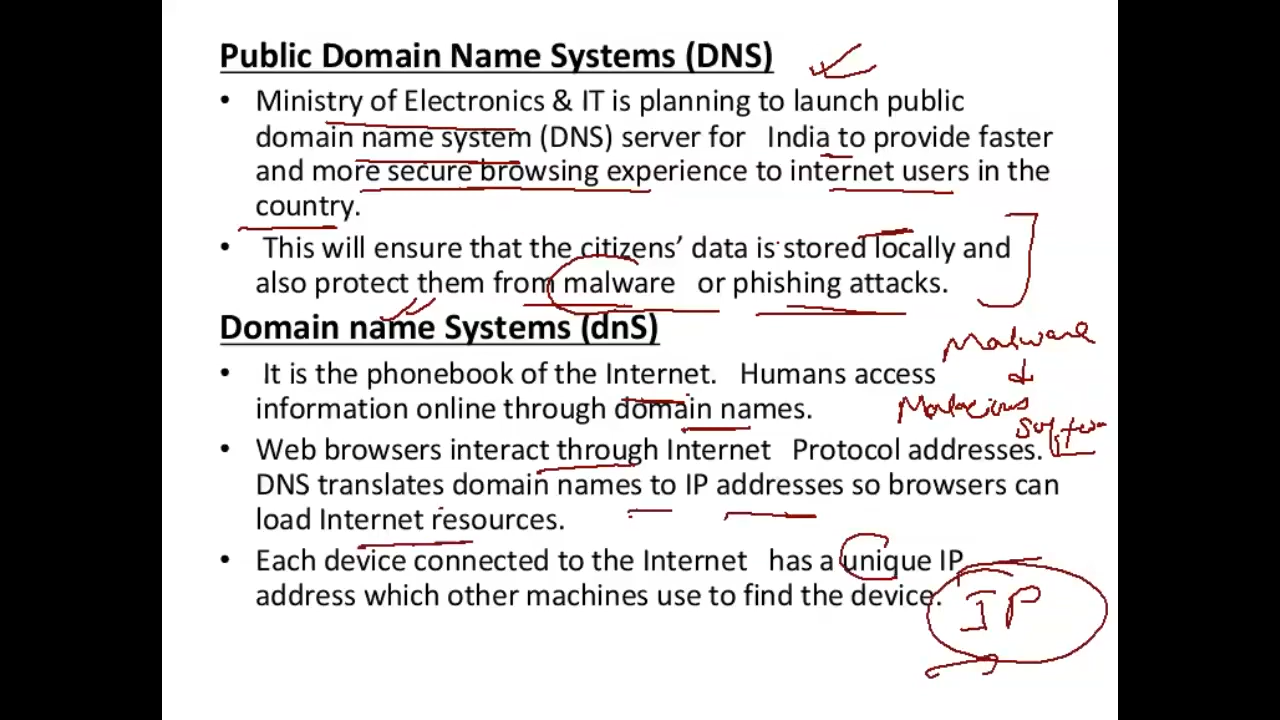 Public Domain Name Systems (DNS)
• Ministry of Electronics & IT is planning to launch public
domain name system (DNS) server for India to provide faster
and more secure browsing experience to internet users in the
country.
• This will ensure that the citizens’ data is stored locally and
also protect them from malware or phishing attacks.
Domain name Systems (dnS)
Malware
• It is the phonebook of the Internet. Humans access
information online through domain names.
• Web browsers interact through Internet Protocol addresses.
DNS translates domain names to IP addresses so browsers can
load Internet resources.
• Each device connected to the Internet has a unique IP
address which other machines use to find the device.
IP